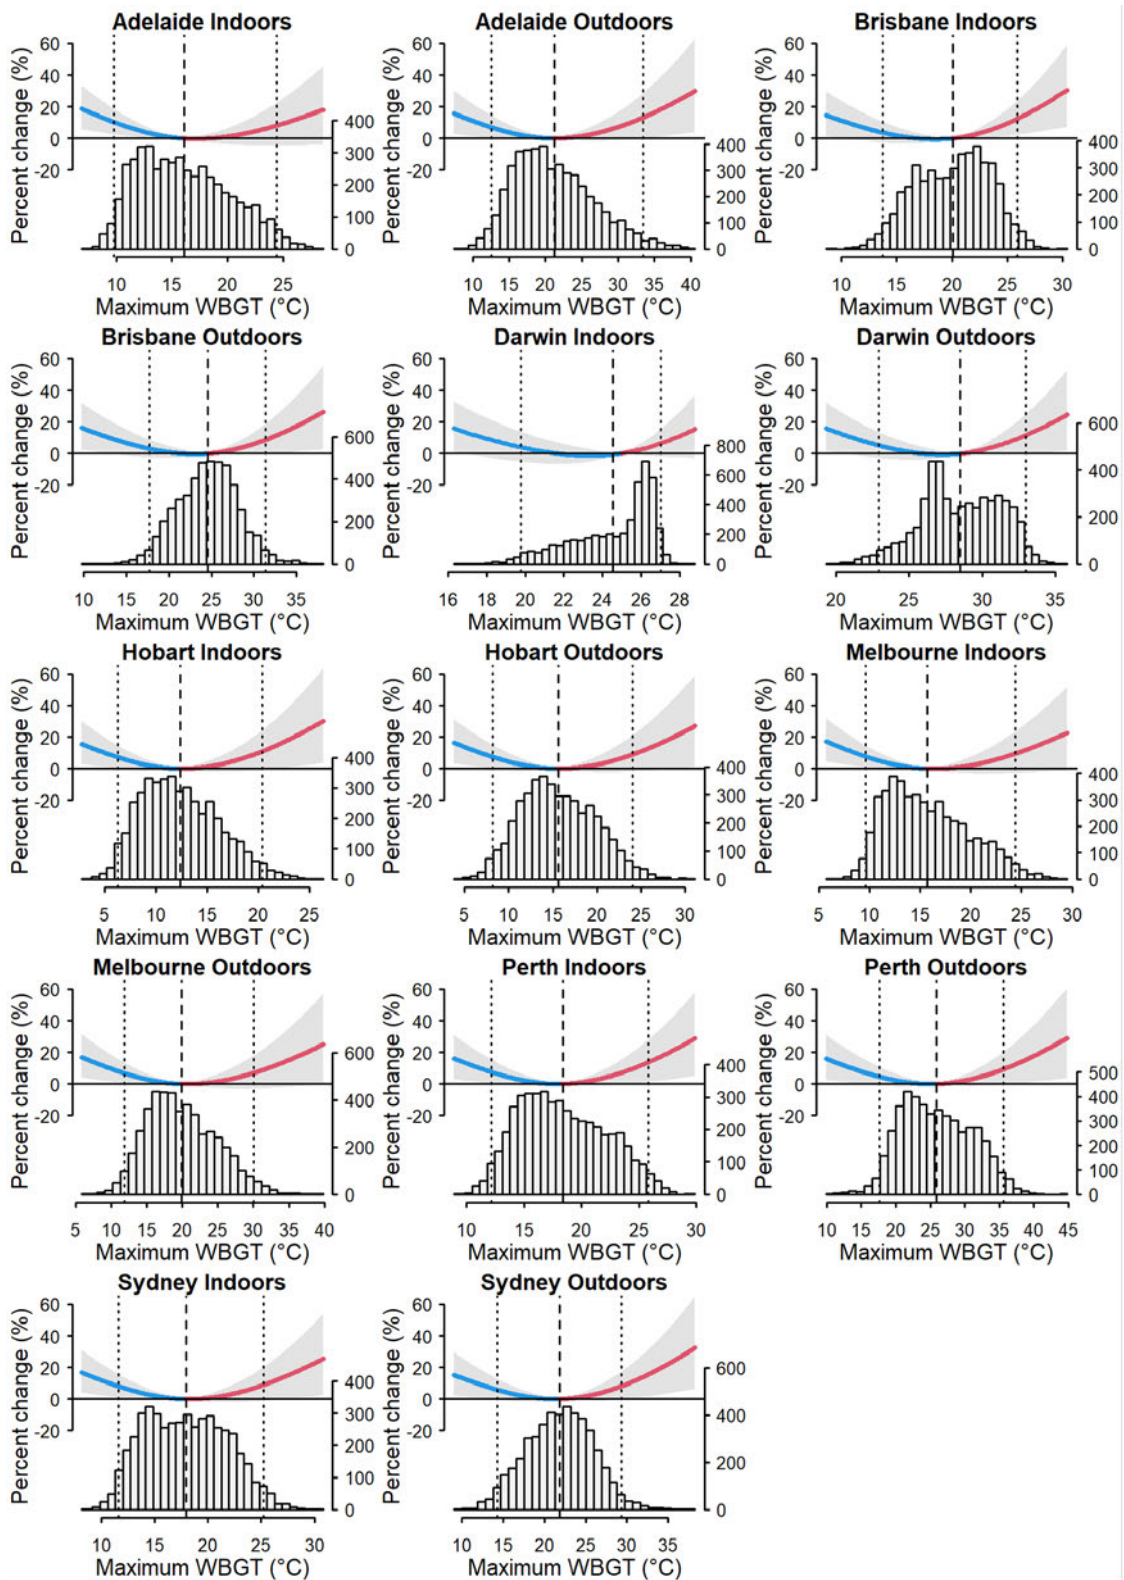 Adelaide Indoors
Percent change (%)
60
40
20
0
-20
400
300
200
100
0
10 15 20 25
Maximum WBGT (°C)
Adelaide Outdoors
Percent change (%)
60
40
20
0
-20
400
300
200
100
0
10 15 20 25 30 35 40
Maximum WBGT (°C)
Brisbane Indoors
Percent change (%)
60
40
20
0
-20
400
300
200
100
0
10 15 20 25 30
Maximum WBGT (°C)
Brisbane Outdoors
Percent change (%)
60
40
20
0
-20
600
400
200
0
10 15 20 25 30 35
Maximum WBGT (°C)
Darwin Indoors
Percent change (%)
60
40
20
0
-20
800
600
400
200
0
16 18 20 22 24 26 28
Maximum WBGT (°C)
Darwin Outdoors
Percent change (%)
60
40
20
0
-20
600
400
200
0
20 25 30 35
Maximum WBGT (°C)
Hobart Indoors
Percent change (%)
60
40
20
0
-20
400
300
200
100
0
5 10 15 20 25
Maximum WBGT (°C)
Hobart Outdoors
Percent change (%)
60
40
20
0
-20
400
300
200
100
0
5 10 15 20 25 30
Maximum WBGT (°C)
Melbourne Indoors
Percent change (%)
60
40
20
0
-20
400
300
200
100
0
5 10 15 20 25 30
Maximum WBGT (°C)
Melbourne Outdoors
Percent change (%)
60
40
20
0
-20
600
400
200
0
5 10 15 20 25 30 35 40
Maximum WBGT (°C)
Perth Indoors
Percent change (%)
60
40
20
0
-20
400
300
200
100
0
10 15 20 25 30
Maximum WBGT (°C)
Perth Outdoors
Percent change (%)
60
40
20
0
-20
500
400
300
200
100
0
10 15 20 25 30 35 40 45
Maximum WBGT (°C)
Sydney Indoors
Percent change (%)
60
40
20
0
-20
400
300
200
100
0
10 15 20 25 30
Maximum WBGT (°C)
Sydney Outdoors
Percent change (%)
60
40
20
0
-20
600
400
200
0
10 15 20 25 30 35
Maximum WBGT (°C)